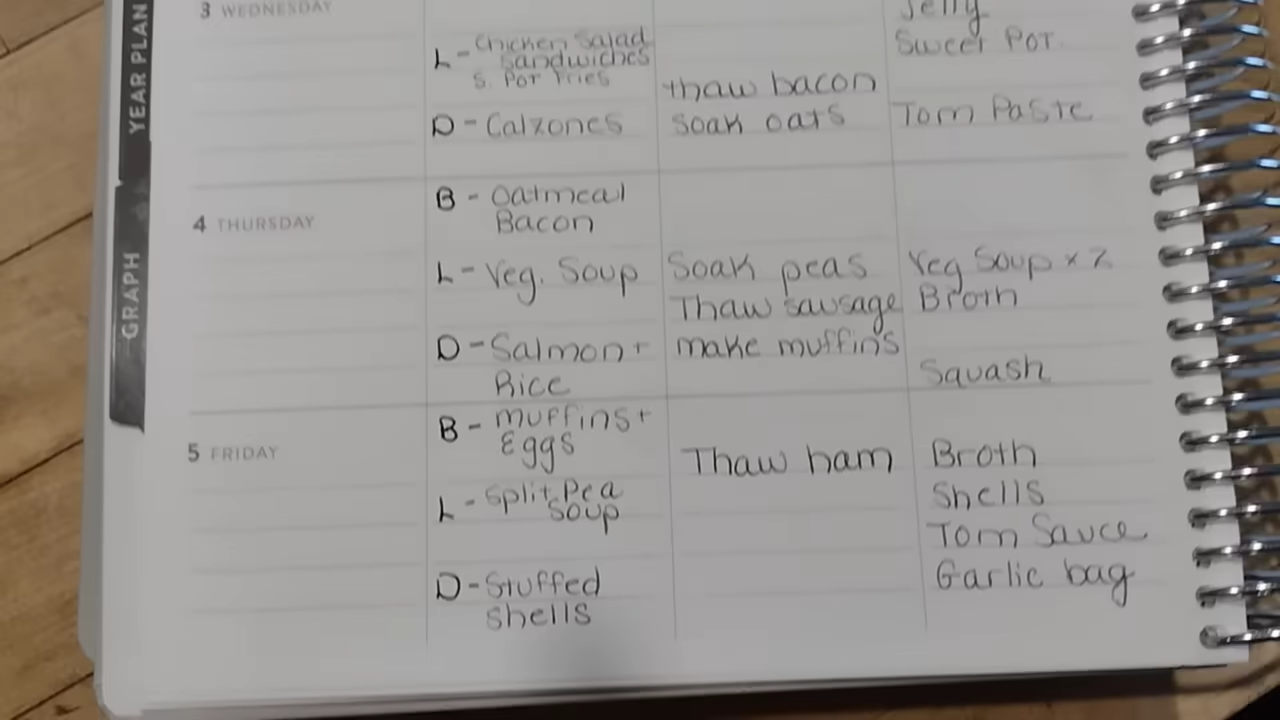 YEAR PLAN
GRAPH
3 WEDNESDAY
L - Chicken Salad
Sandwiches
S. Pot Fries
D - Calzones
thaw bacon
soak oats
Jelly
Sweet Pot.
Tom Paste
4 THURSDAY
B - Oatmeal
Bacon
L - Veg. Soup
D - Salmon +
Rice
Soak peas
Thaw sausage
make muffins
Veg Soup x 2
Broth
Squash
5 FRIDAY
B - muffins +
Eggs
L - Split Pea
Soup
D - Stuffed
Shells
Thaw ham
Broth
Shells
Tom Sauce
Garlic bag